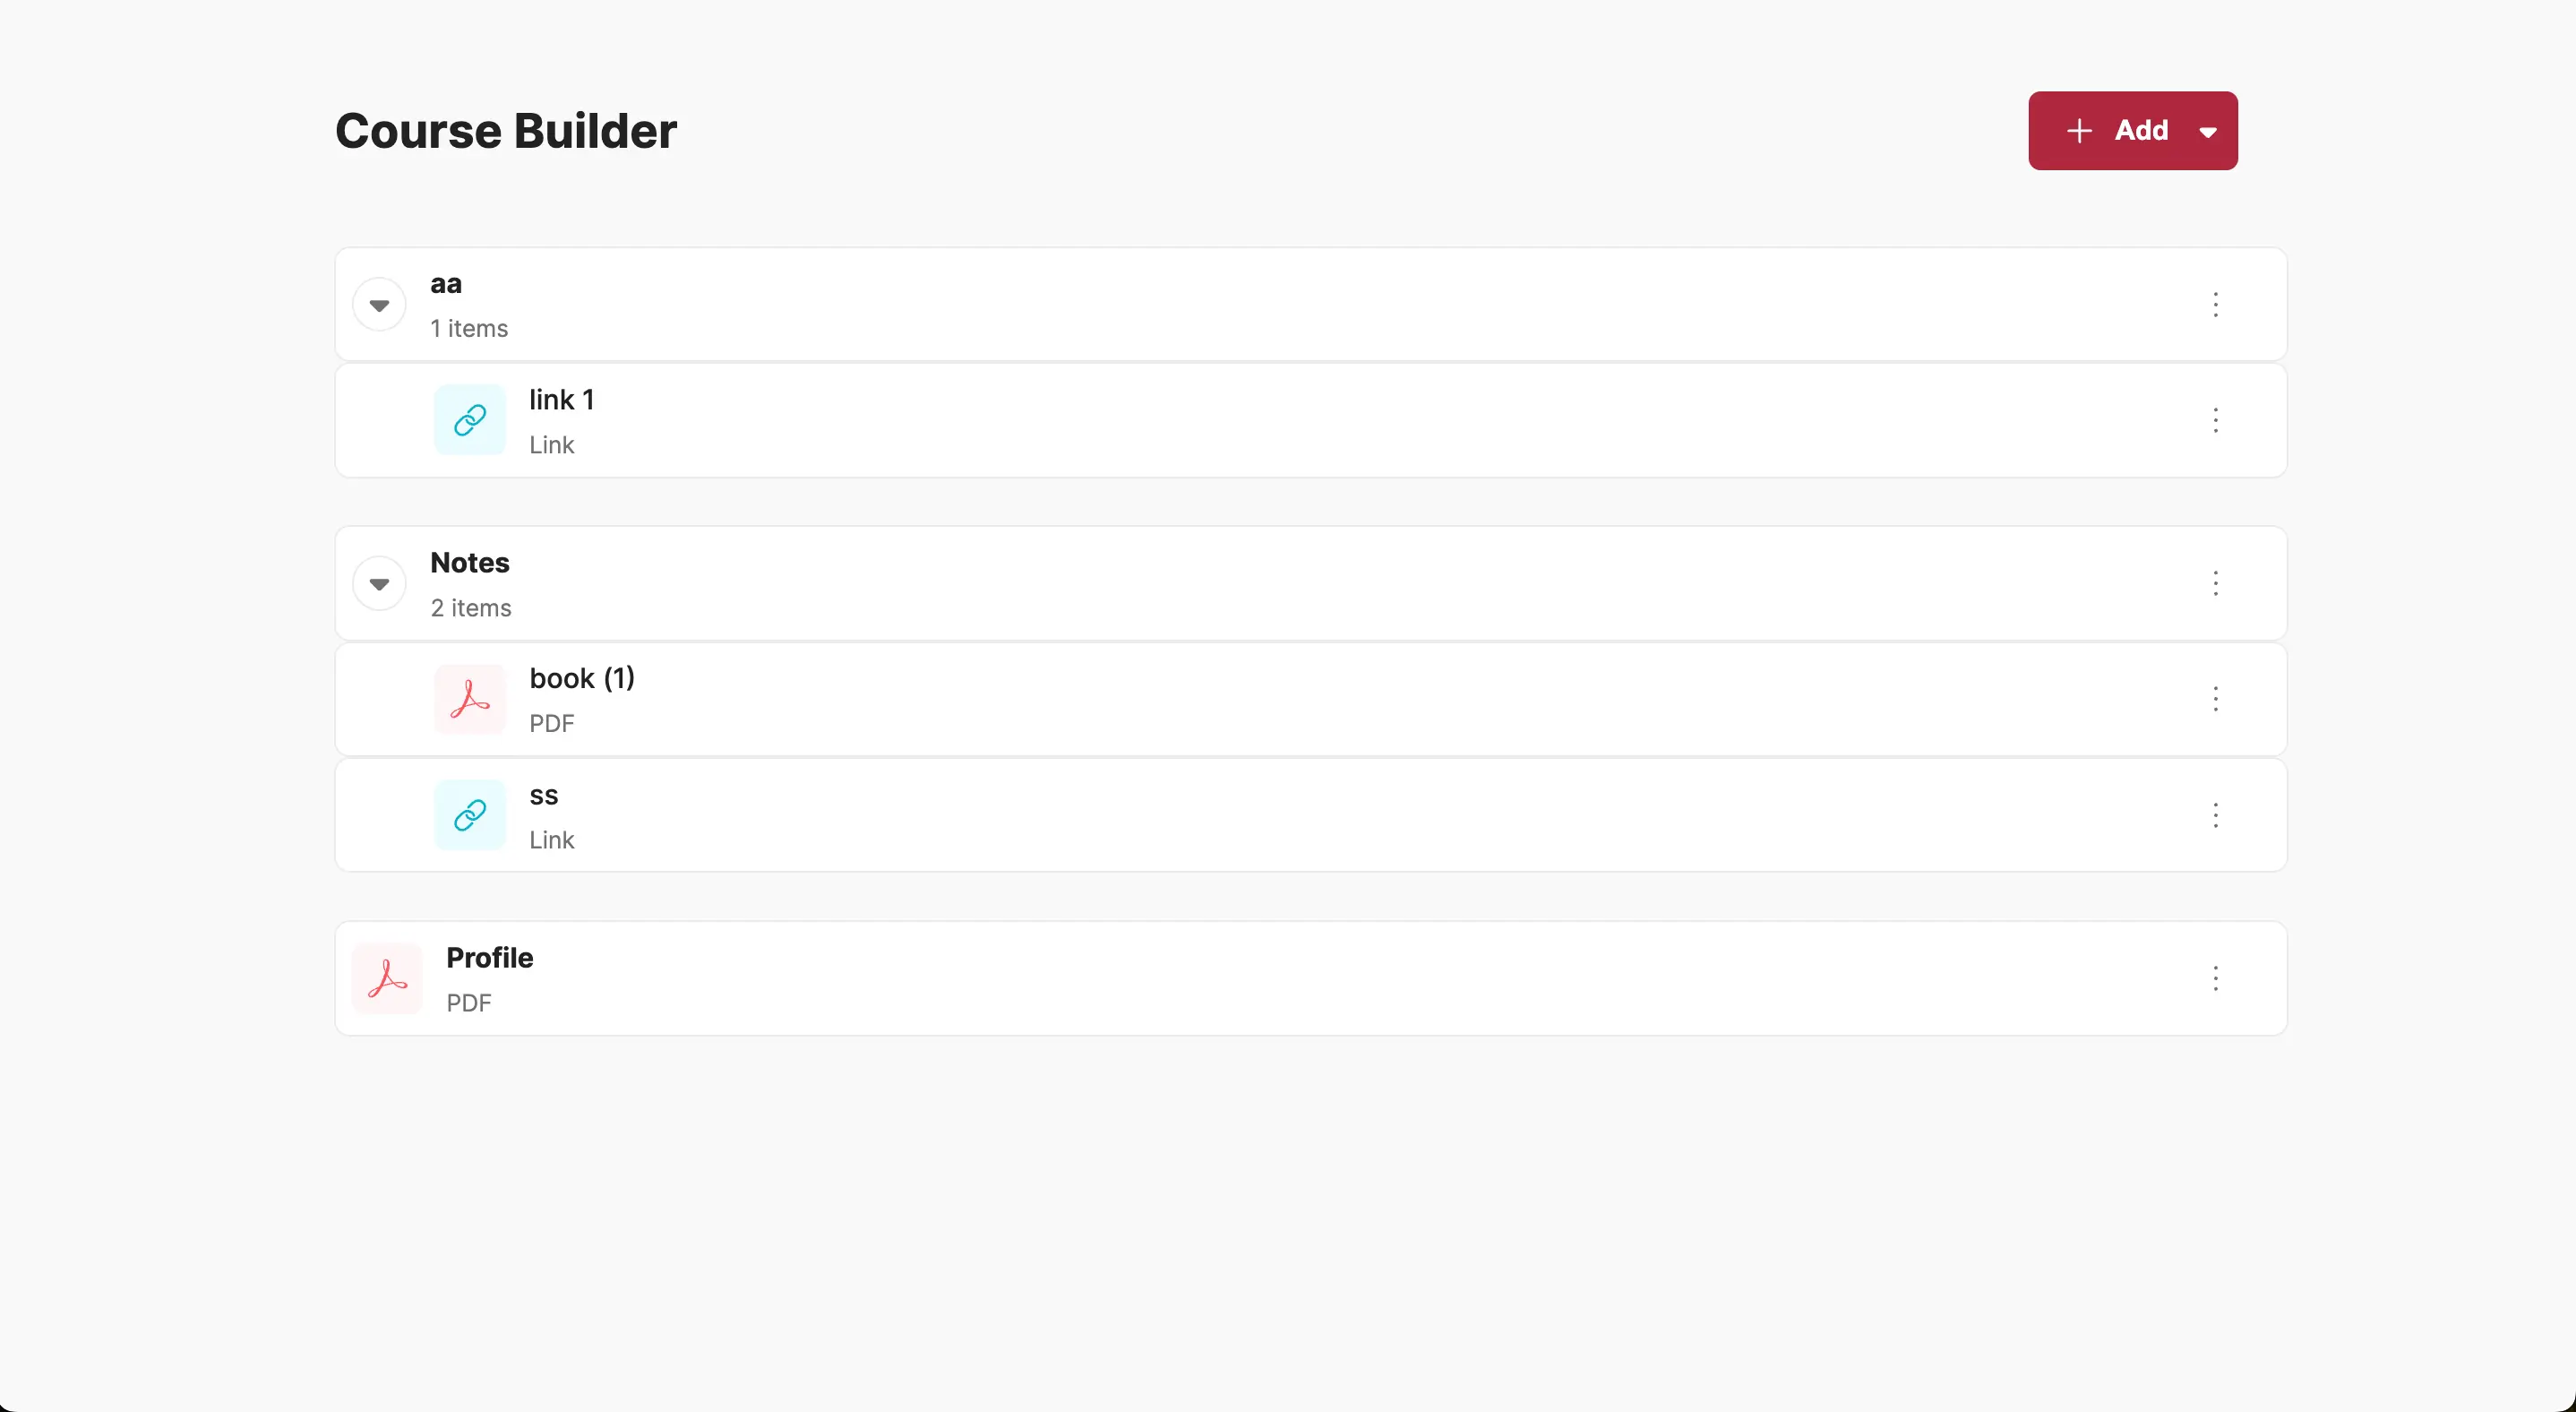 Course Builder
Add
aa
1 items
link 1
Link
Notes
2 items
book (1)
PDF
ss
Link
Profile
PDF